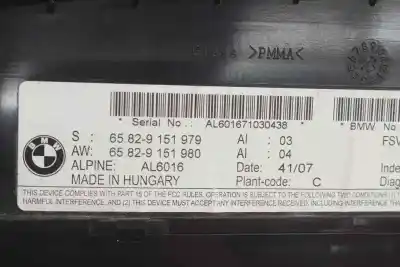 >PMMA<
* Serial No./ AL601671030438 *
* BMW No
S : 65 82-9 151 979 AI : 03 FSV
AW: 65 82-9 151 980 AI : 04
ALPINE: AL6016 Date: 41/07
MADE IN HUNGARY Plant-code: C
BMW
THIS DEVICE COMPLIES WITH PART 15 OF THE FCC RULES. OPERATION IS SUBJECT TO THE FOLLOWING TWO CONDITIONS:
HARMFUL INTERFERENCE, AND (2) THIS DEVICE MUST ACCEPT ANY INTERFERENCE RECEIVED, INCLUDING